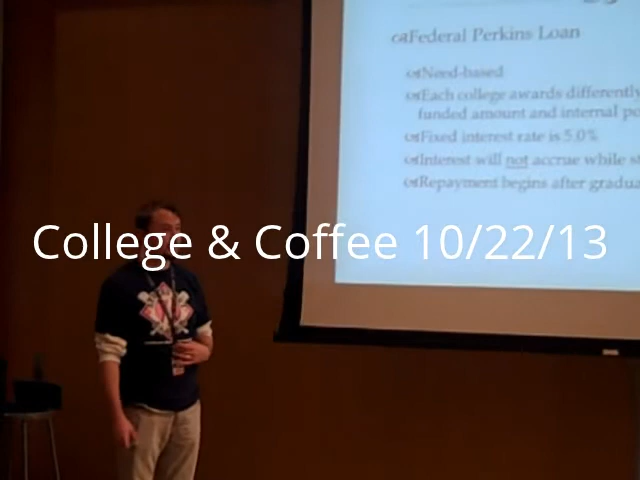 Federal Perkins Loan
Need-based
Each college awards differently
funded amount and internal
Fixed interest rate is 5.0%
Interest will not accrue while
Repayment begins after
College & Coffee 10/22/13